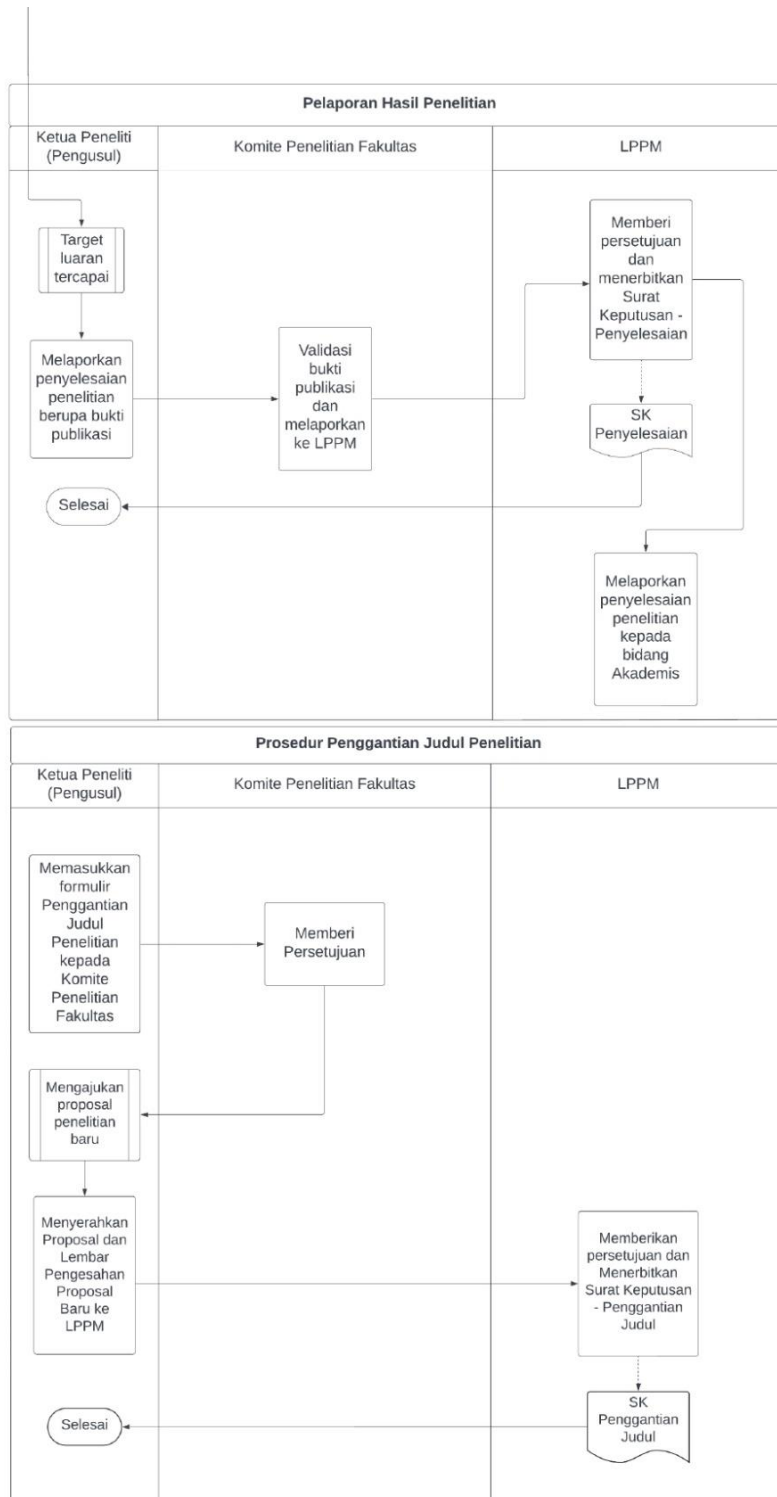 Pelaporan Hasil Penelitian
Ketua Peneliti
(Pengusul)
Komite Penelitian Fakultas
LPPM
Target
luaran
tercapai
Melaporkan
penyelesaian
penelitian
berupa bukti
publikasi
Validasi
bukti
publikasi
dan
melaporkan
ke LPPM
Memberi
persetujuan
dan
menerbitkan
Surat
Keputusan -
Penyelesaian
SK
Penyelesaian
Selesai
Melaporkan
penyelesaian
penelitian
kepada
bidang
Akademis
Prosedur Penggantian Judul Penelitian
Ketua Peneliti
(Pengusul)
Komite Penelitian Fakultas
LPPM
Memasukkan
formulir
Penggantian
Judul
Penelitian
kepada
Komite
Penelitian
Fakultas
Memberi
Persetujuan
Mengajukan
proposal
penelitian
baru
Menyerahkan
Proposal dan
Lembar
Pengesahan
Proposal
Baru ke
LPPM
Memberikan
persetujuan dan
Menerbitkan
Surat Keputusan
- Penggantian
Judul
SK
Penggantian
Judul
Selesai